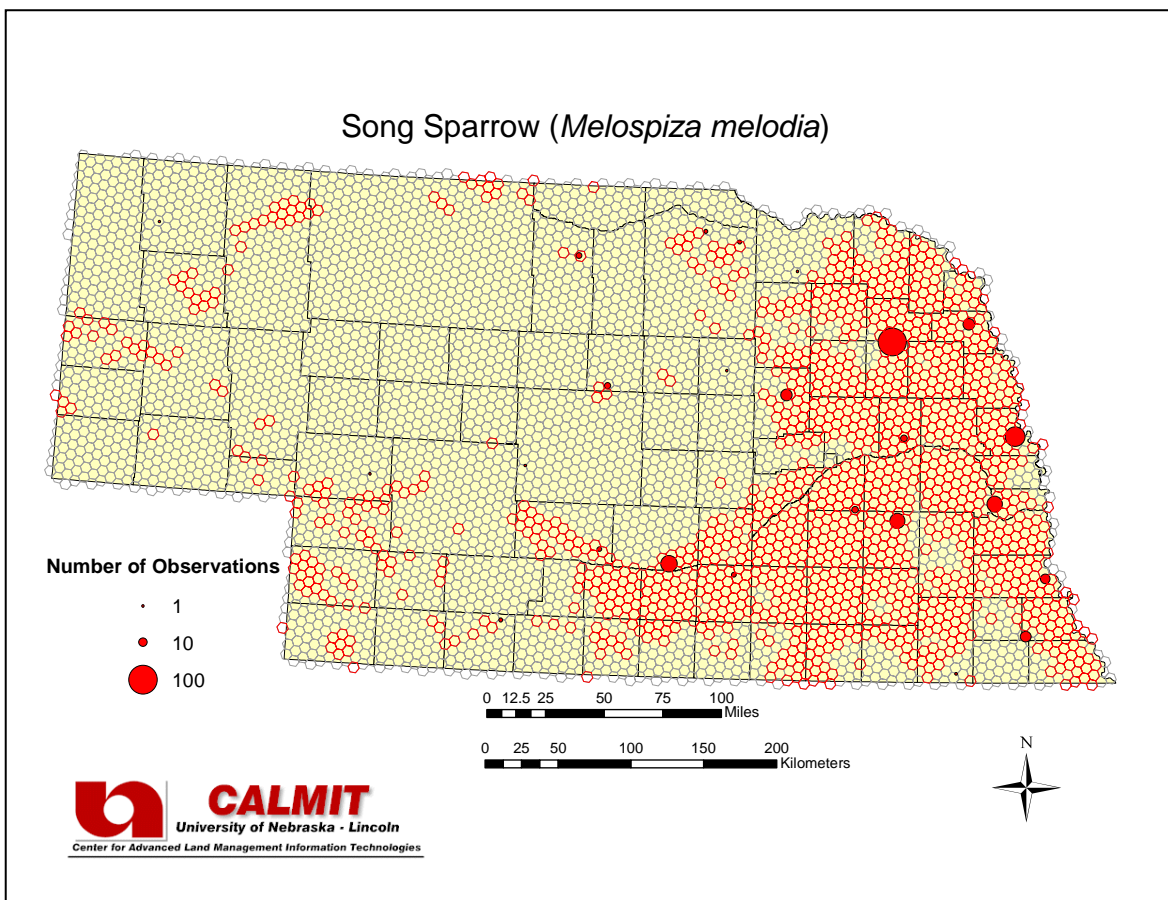 Song Sparrow (Melospiza melodia)
Number of Observations
1
10
100
0 12.5 25 50 75 100
Miles
0 25 50 100 150 200
Kilometers
N
CALMIT
University of Nebraska - Lincoln
Center for Advanced Land Management Information Technologies